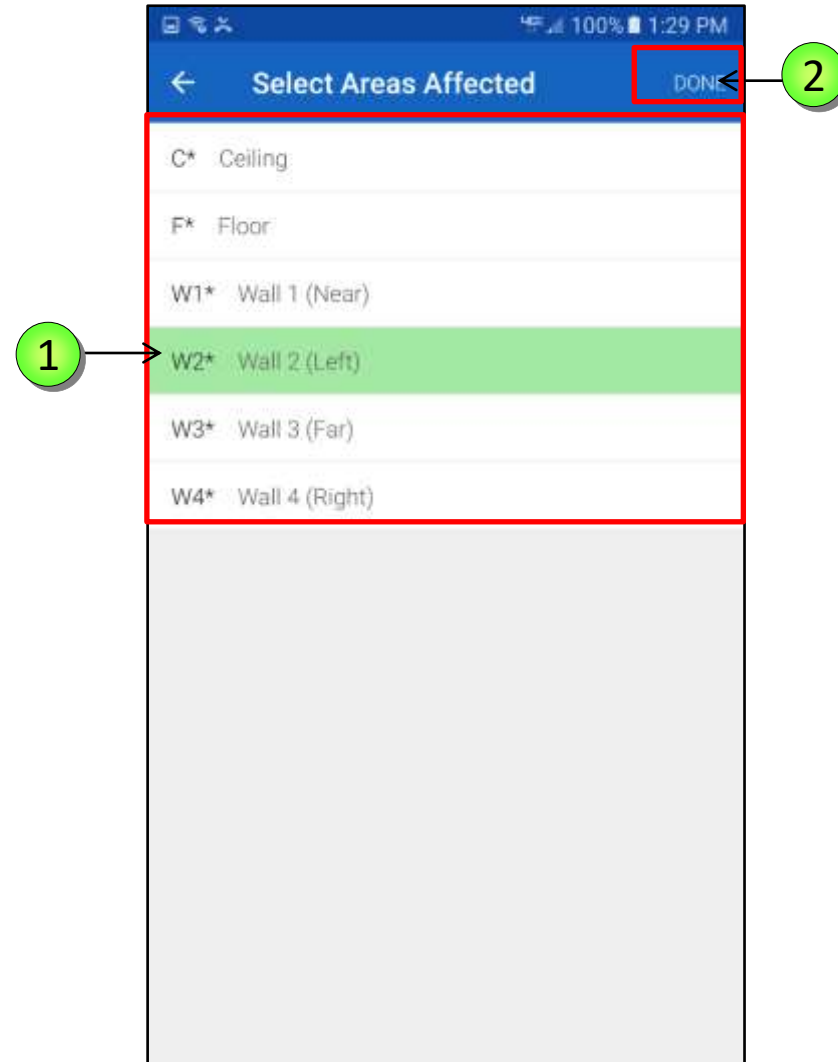 100% 1:29 PM
Select Areas Affected DONE
2
C* Ceiling
F* Floor
W1* Wall 1 (Near)
1
W2* Wall 2 (Left)
W3* Wall 3 (Far)
W4* Wall 4 (Right)